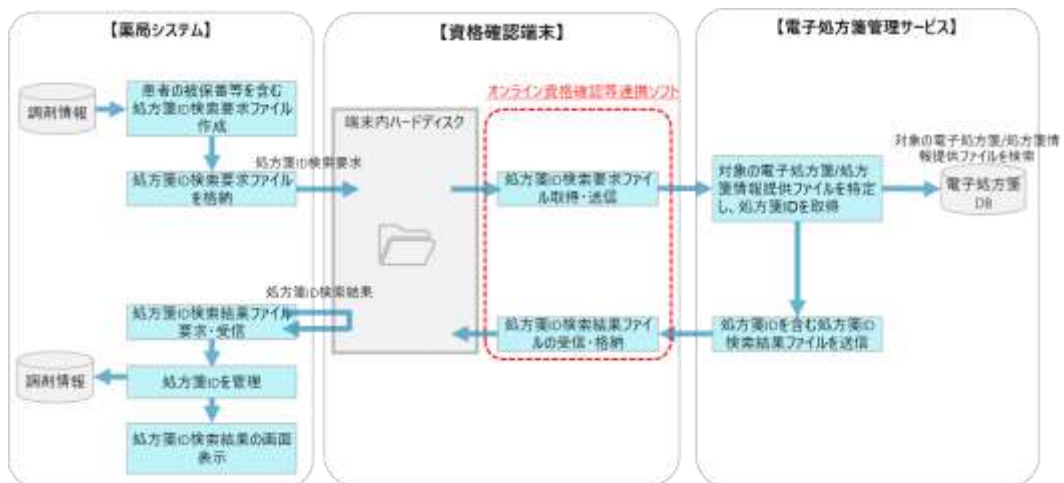 【薬局システム】
調剤情報
患者の被保番等を含む
処方箋ID検索要求ファイル
作成
処方箋ID検索要求
処方箋ID検索要求ファイル
を格納
処方箋ID検索結果
処方箋ID検索結果ファイル
要求・受信
調剤情報
処方箋IDを管理
処方箋ID検索結果の画面
表示
【資格確認端末】
端末内ハードディスク
オンライン資格確認等連携ソフト
処方箋ID検索要求ファ
イル取得・送信
処方箋ID検索結果ファイ
ルの受信・格納
【電子処方箋管理サービス】
対象の電子処方箋/処方箋情
報提供ファイルを検索
対象の電子処方箋/処方
箋情報提供ファイルを特定
し、処方箋IDを取得
電子処方箋
DB
処方箋IDを含む処方箋ID
検索結果ファイルを送信